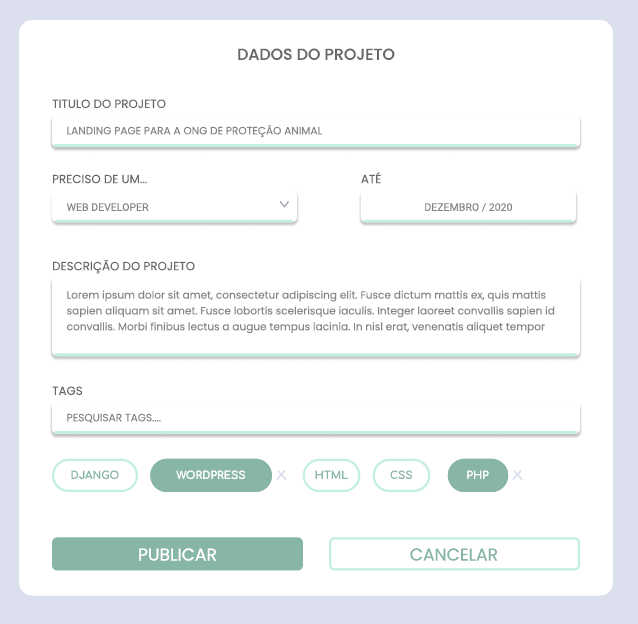 DADOS DO PROJETO
TITULO DO PROJETO
LANDING PAGE PARA A ONG DE PROTEÇÃO ANIMAL
PRECISO DE UM... ATÉ
WEB DEVELOPER DEZEMBRO / 2020
DESCRIÇÃO DO PROJETO
Lorem ipsum dolor sit amet, consectetur adipiscing elit. Fusce dictum mattis ex, quis mattis
sapien aliquam sit amet. Fusce lobortis scelerisque iaculis. Integer laoreet convallis sapien id
convallis. Morbi finibus lectus a augue tempus lacinia. In nisl erat, venenatis aliquet tempor
TAGS
PESQUISAR TAGS....
DJANGO WORDPRESS X HTML CSS PHP X
PUBLICAR CANCELAR